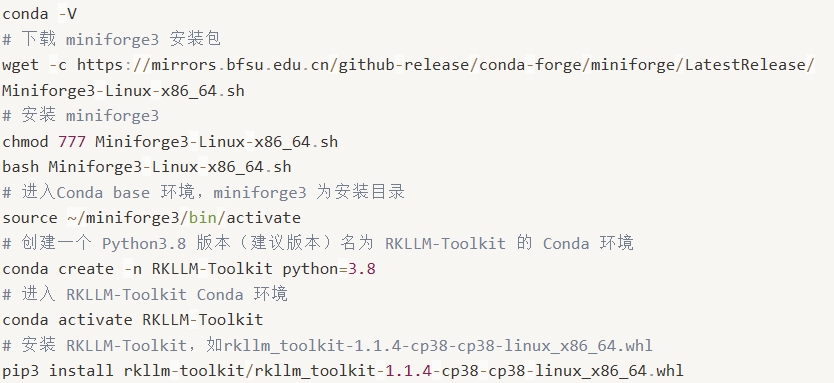 conda -V
# 下载 miniforge3 安装包
wget -c https://mirrors.bfsu.edu.cn/github-release/conda-forge/miniforge/LatestRelease/
Miniforge3-Linux-x86_64.sh
# 安装 miniforge3
chmod 777 Miniforge3-Linux-x86_64.sh
bash Miniforge3-Linux-x86_64.sh
# 进入Conda base 环境，miniforge3 为安装目录
source ~/miniforge3/bin/activate
# 创建一个 Python3.8 版本（建议版本）名为 RKLLM-Toolkit 的 Conda 环境
conda create -n RKLLM-Toolkit python=3.8
# 进入 RKLLM-Toolkit Conda 环境
conda activate RKLLM-Toolkit
# 安装 RKLLM-Toolkit，如rkllm_toolkit-1.1.4-cp38-cp38-linux_x86_64.whl
pip3 install rkllm-toolkit/rkllm_toolkit-1.1.4-cp38-cp38-linux_x86_64.whl